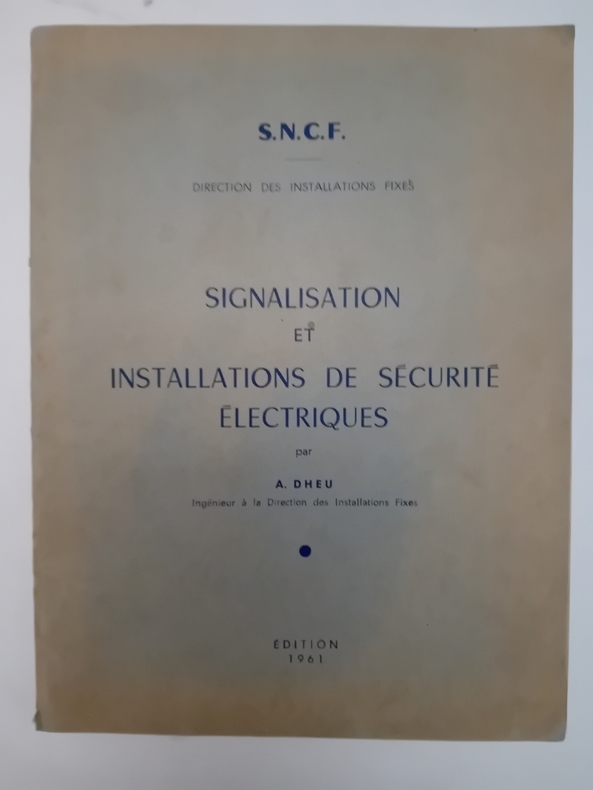 S.N.C.F.
DIRECTION DES INSTALLATIONS FIXES
SIGNALISATION
ET
INSTALLATIONS DE SÉCURITÉ
ÉLECTRIQUES
par
A. DHEU
Ingénieur à la Direction des Installations Fixes
ÉDITION
1961